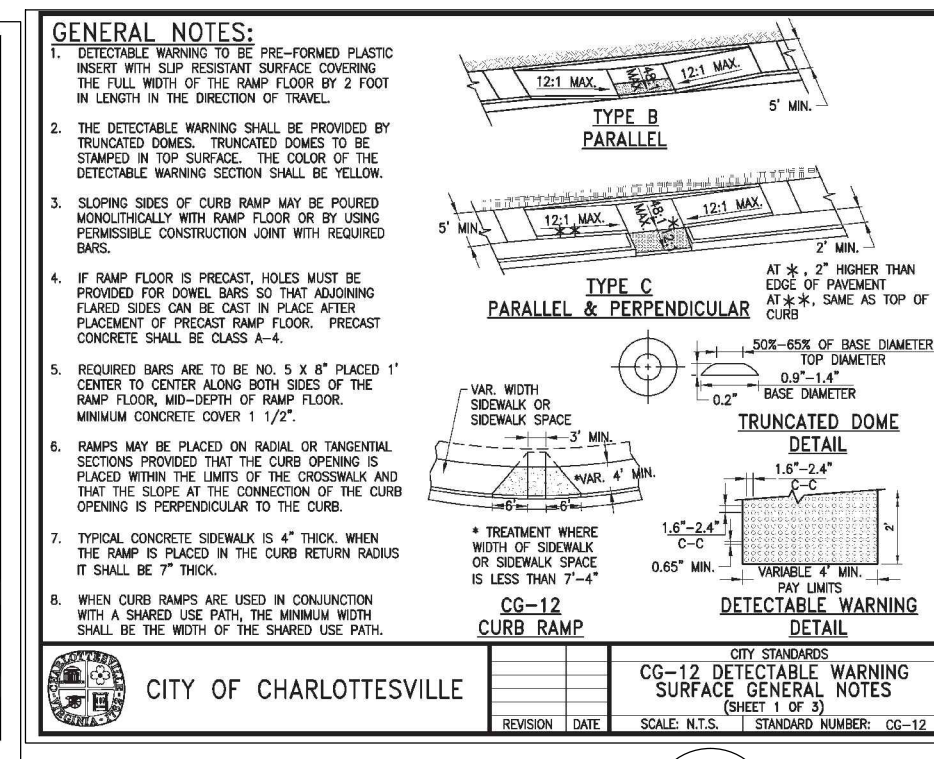 GENERAL NOTES:
1. DETECTABLE WARNING TO BE PRE-FORMED PLASTIC
INSERT WITH SLIP RESISTANT SURFACE COVERING
THE FULL WIDTH OF THE RAMP FLOOR BY 2 FOOT
IN LENGTH IN THE DIRECTION OF TRAVEL.
2. THE DETECTABLE WARNING SHALL BE PROVIDED BY
TRUNCATED DOMES. TRUNCATED DOMES TO BE
STAMPED IN TOP SURFACE. THE COLOR OF THE
DETECTABLE WARNING SECTION SHALL BE YELLOW.
3. SLOPING SIDES OF CURB RAMP MAY BE POURED
MONOLITHICALLY WITH RAMP FLOOR OR BY USING
PERMISSIBLE CONSTRUCTION JOINT WITH REQUIRED
BARS.
4. IF RAMP FLOOR IS PRECAST, HOLES MUST BE
PROVIDED FOR DOWEL BARS SO THAT ADJOINING
FLARED SIDES CAN BE CAST IN PLACE AFTER
PLACEMENT OF PRECAST RAMP FLOOR. PRECAST
CONCRETE SHALL BE CLASS A-4.
5. REQUIRED BARS ARE TO BE NO. 5 X 8" PLACED 1'
CENTER TO CENTER ALONG BOTH SIDES OF THE
RAMP FLOOR, MID-DEPTH OF RAMP FLOOR.
MINIMUM CONCRETE COVER 1 1/2".
6. RAMPS MAY BE PLACED ON RADIAL OR TANGENTIAL
SECTIONS PROVIDED THAT THE CURB OPENING IS
PLACED WITHIN THE LIMITS OF THE CROSSWALK AND
THAT THE SLOPE AT THE CONNECTION OF THE CURB
OPENING IS PERPENDICULAR TO THE CURB.
7. TYPICAL CONCRETE SIDEWALK IS 4" THICK. WHEN
THE RAMP IS PLACED IN THE CURB RETURN RADIUS
IT SHALL BE 7" THICK.
8. WHEN CURB RAMPS ARE USED IN CONJUNCTION
WITH A SHARED USE PATH, THE MINIMUM WIDTH
SHALL BE THE WIDTH OF THE SHARED USE PATH.
12:1 MAX.
48:1
MAX
12:1 MAX.
5' MIN.
TYPE B
PARALLEL
5' MIN.
12:1 MAX.
**
48:1
MAX
*
12:1 MAX.
2' MIN.
TYPE C
PARALLEL & PERPENDICULAR
AT *, 2" HIGHER THAN
EDGE OF PAVEMENT
AT **, SAME AS TOP OF
CURB
50%-65% OF BASE DIAMETER
TOP DIAMETER
0.9"-1.4"
BASE DIAMETER
0.2"
TRUNCATED DOME
DETAIL
VAR. WIDTH
SIDEWALK OR
SIDEWALK SPACE
3' MIN.
*VAR. 4' MIN.
6'
6'
* TREATMENT WHERE
WIDTH OF SIDEWALK
OR SIDEWALK SPACE
IS LESS THAN 7'-4"
CG-12
CURB RAMP
1.6"-2.4"
C-C
1.6"-2.4"
C-C
0.65" MIN.
2'
VARIABLE 4' MIN.
PAY LIMITS
DETECTABLE WARNING
DETAIL
CHARLOTTESVILLE
VIRGINIA-1762
CITY OF CHARLOTTESVILLE
REVISION DATE
CITY STANDARDS
CG-12 DETECTABLE WARNING
SURFACE GENERAL NOTES
(SHEET 1 OF 3)
SCALE: N.T.S. STANDARD NUMBER: CG-12